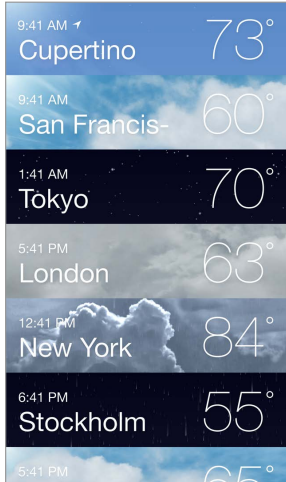 9:41 AM
Cupertino 73°
9:41 AM
San Francis- 60°
1:41 AM
Tokyo 70°
5:41 PM
London 63°
12:41 PM
New York 84°
6:41 PM
Stockholm 55°
5:41 PM
65°